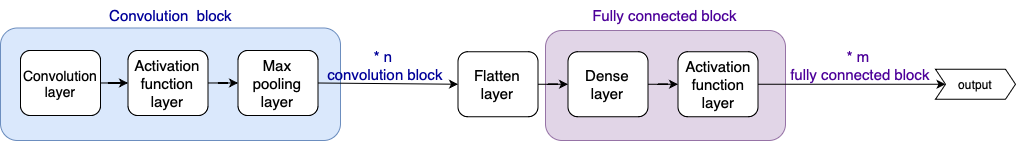 Convolution block
Fully connected block
Convolution
layer
Activation
function
layer
Max
pooling
layer
* n
convolution block
Flatten
layer
Dense
layer
Activation
function
layer
* m
fully connected block
output